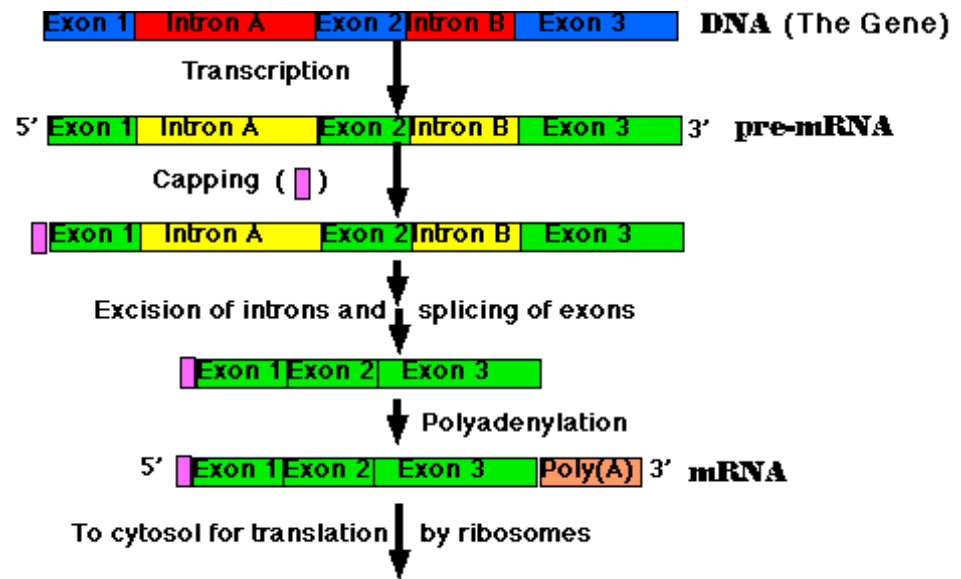 Exon 1 Intron A Exon 2 Intron B Exon 3 DNA (The Gene)
Transcription
5′ Exon 1 Intron A Exon 2 Intron B Exon 3 3′ pre-mRNA
Capping ( )
Exon 1 Intron A Exon 2 Intron B Exon 3
Excision of introns and splicing of exons
Exon 1 Exon 2 Exon 3
Polyadenylation
5′ Exon 1 Exon 2 Exon 3 Poly(A) 3′ mRNA
To cytosol for translation by ribosomes